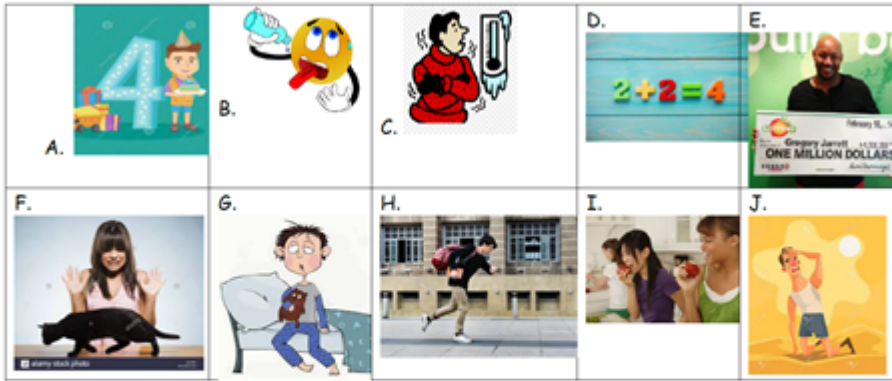 A.
4
B.
C.
D.
2+2=4
E.
Gregory Jarrett
ONE MILLION DOLLARS
F.
alamy stock photo
G.
H.
I.
J.